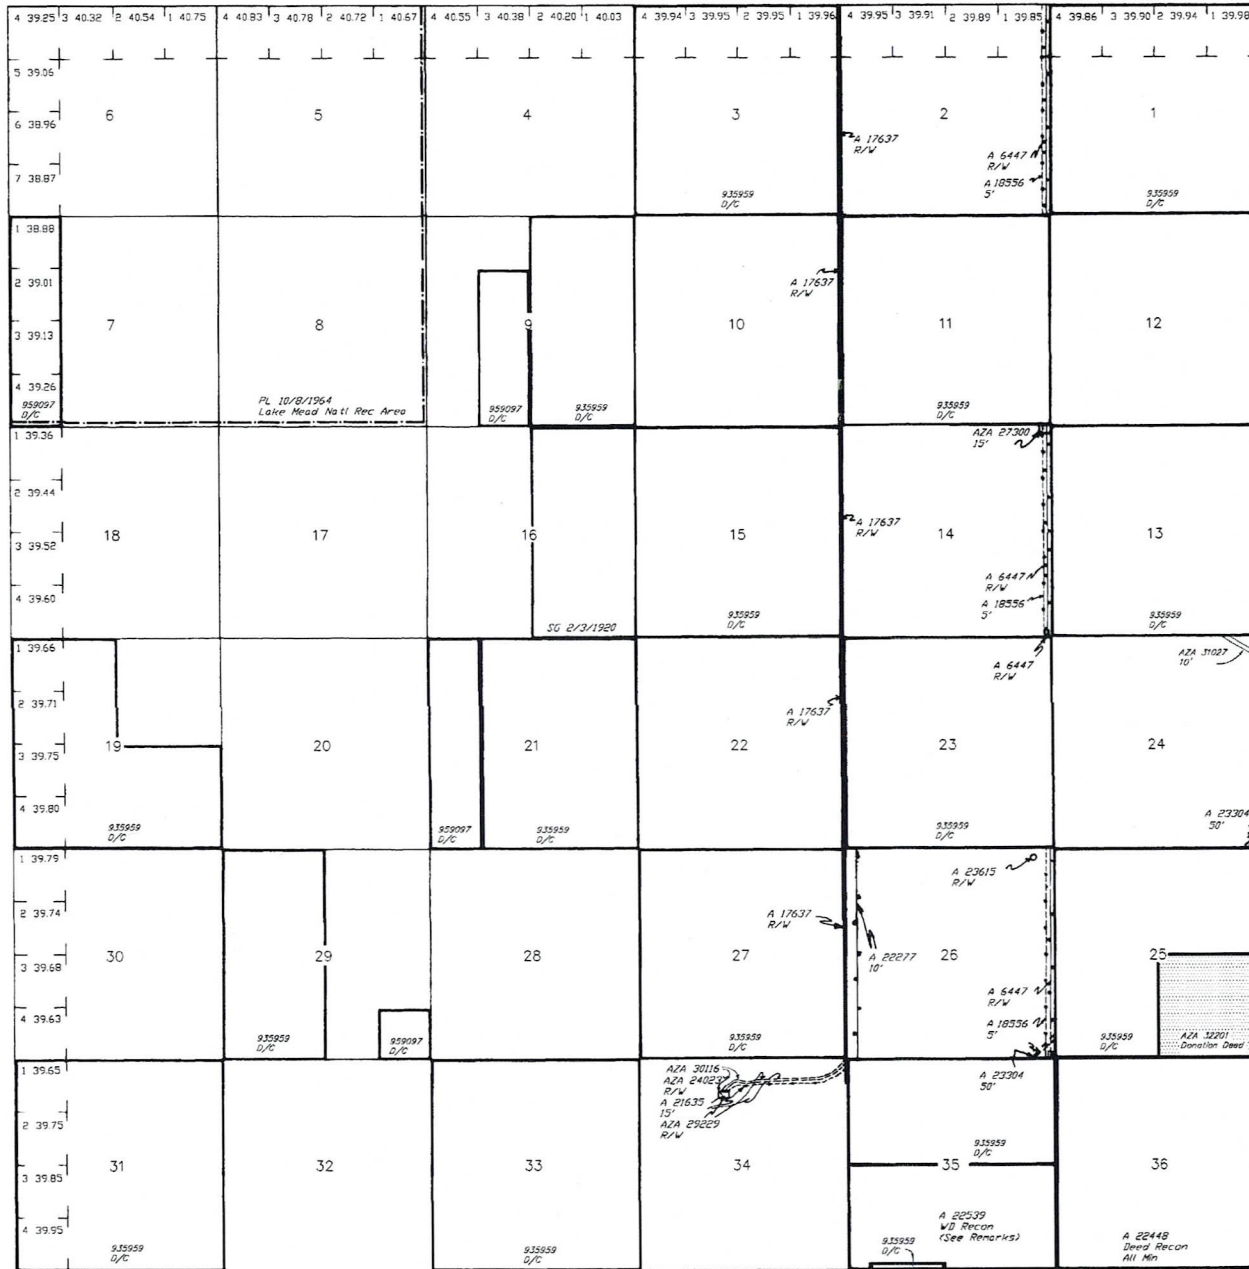 4 39.25 3 40.32 2 40.54 1 40.75 4 40.83 3 40.78 2 40.72 1 40.67 4 40.55 3 40.38 2 40.20 1 40.03 4 39.94 3 39.95 2 39.95 1 39.96 4 39.95 3 39.91 2 39.89 1 39.85 4 39.86 3 39.90 2 39.94 1 39.98
5 39.06
6 38.96
7 38.87
6
5
4
3
935959
D/C
A 17637
R/W
2
A 6447
R/W
A 18556
5'
1
935959
D/C
1 38.88
2 39.01
3 39.13
4 39.26
959097
D/C
7
8
PL 10/8/1964
Lake Mead Natl Rec Area
9
959097
D/C
935959
D/C
10
A 17637
R/W
11
935959
D/C
12
1 39.36
2 39.44
3 39.52
4 39.60
18
17
16
SG 2/3/1920
15
935959
D/C
A 17637
R/W
AZA 27300
15'
14
A 6447
R/W
A 18556
5'
13
935959
D/C
1 39.66
2 39.71
3 39.75
4 39.80
19
935959
D/C
20
21
959097
D/C
935959
D/C
22
A 17637
R/W
A 6447
R/W
23
935959
D/C
AZA 31027
10'
24
A 23304
50'
1 39.79
2 39.74
3 39.68
4 39.63
30
29
935959
D/C
959097
D/C
28
A 17637
R/W
27
935959
D/C
A 23615
R/W
A 22277
10'
26
A 6447
R/W
A 18556
5'
A 23304
50'
25
935959
D/C
AZA 32201
Donation Deed
1 39.65
2 39.75
3 39.85
4 39.95
31
935959
D/C
32
33
935959
D/C
AZA 30116
AZA 24023
R/W
A 21635
15'
AZA 29229
R/W
34
935959
D/C
35
A 22539
WD Recon
(See Remarks)
935959
D/C
36
A 22448
Deed Recon
All Min